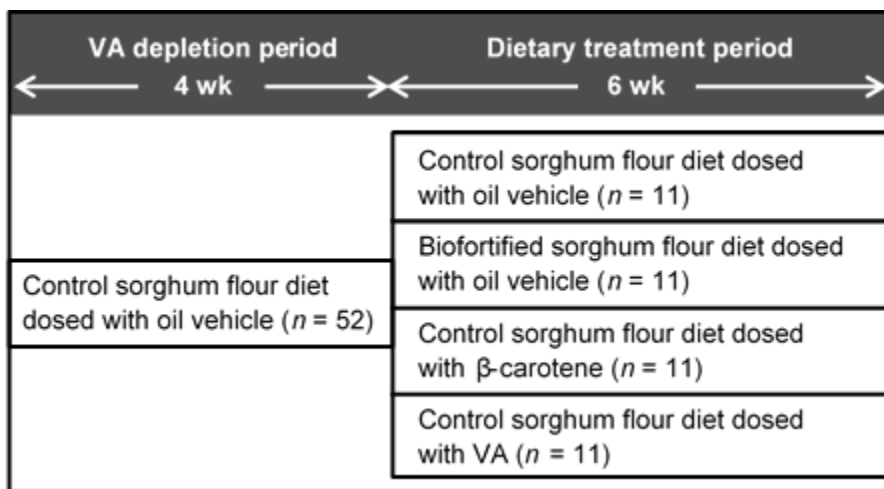 VA depletion period
4 wk
Dietary treatment period
6 wk
Control sorghum flour diet
dosed with oil vehicle (n = 52)
Control sorghum flour diet dosed
with oil vehicle (n = 11)
Biofortified sorghum flour diet dosed
with oil vehicle (n = 11)
Control sorghum flour diet dosed
with β-carotene (n = 11)
Control sorghum flour diet dosed
with VA (n = 11)